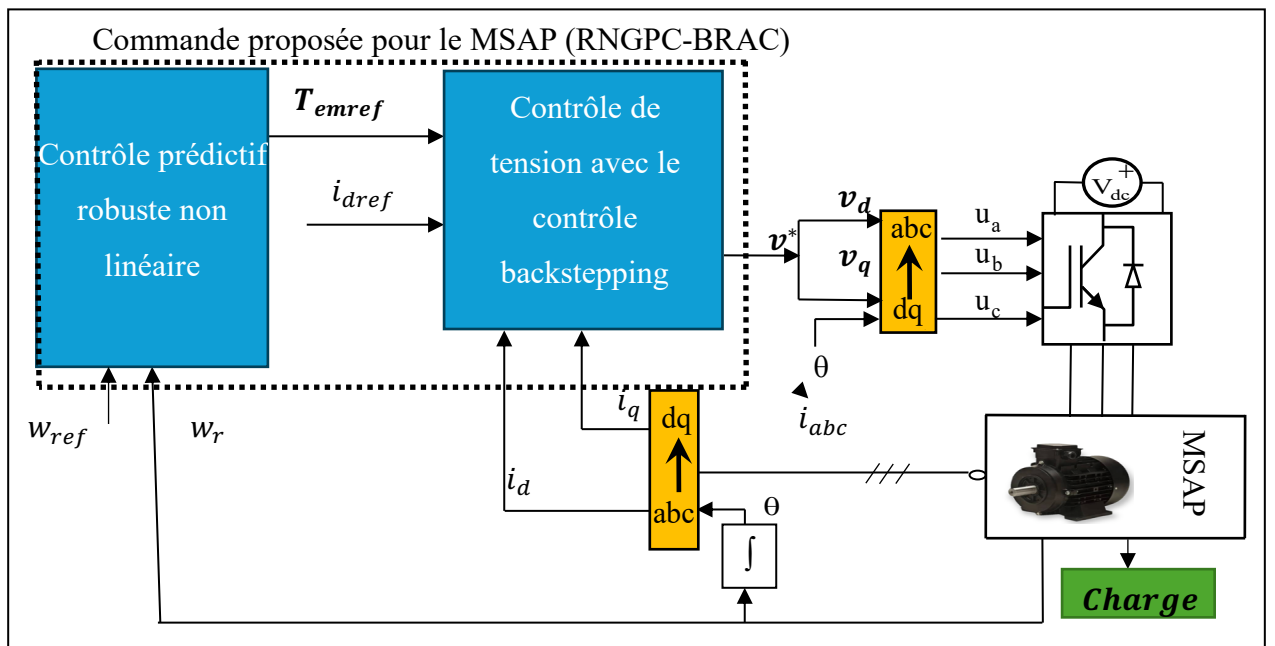 Commande proposée pour le MSAP (RNGPC-BRAC)
Contrôle prédictif
robuste non
linéaire
T_emref
i_dref
Contrôle de
tension avec le
contrôle
backstepping
v*
v_d
v_q
abc
dq
θ
i_abc
u_a
u_b
u_c
+
V_dc
w_ref
w_r
i_q
i_d
dq
abc
θ
∫
MSAP
Charge